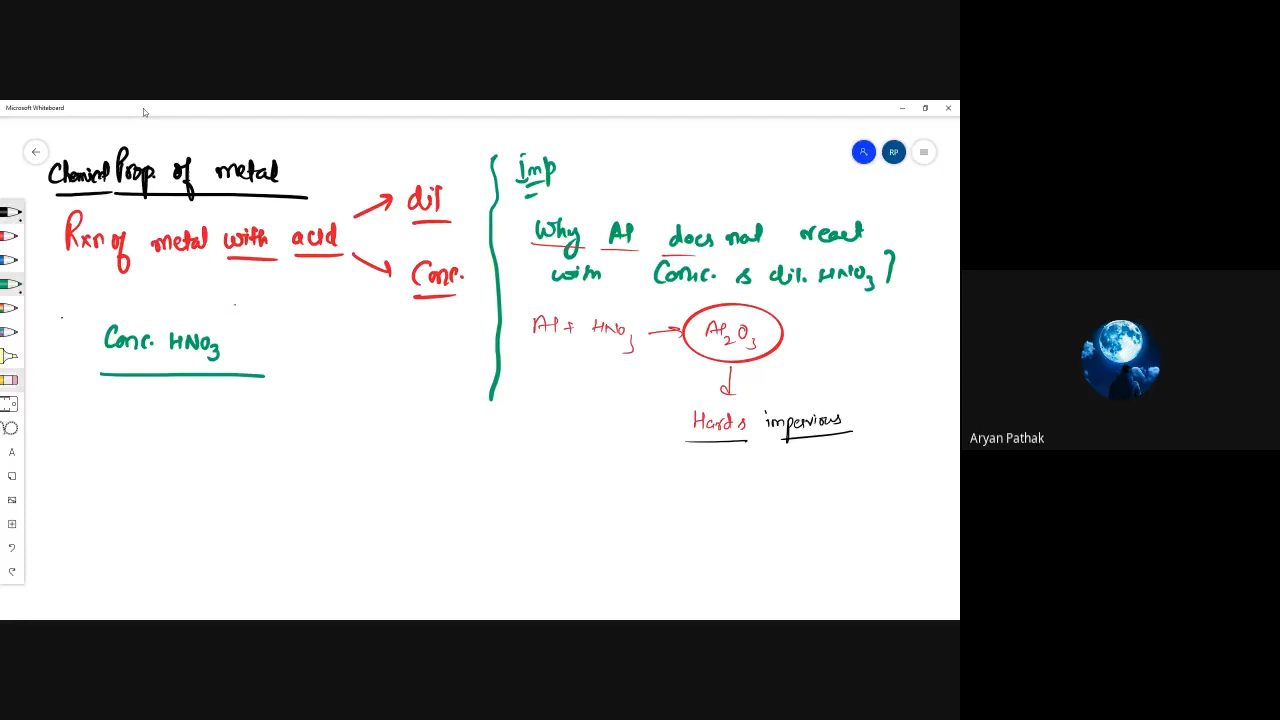 Microsoft Whiteboard
RP
Chemical Prop. of metal
Rxn of metal with acid
dil
Conc.
Conc. HNO3
Imp
Why Al does not react
with Conc. & dil. HNO3?
Al + HNO3 → Al2O3
Hard & impervious
A
Aryan Pathak